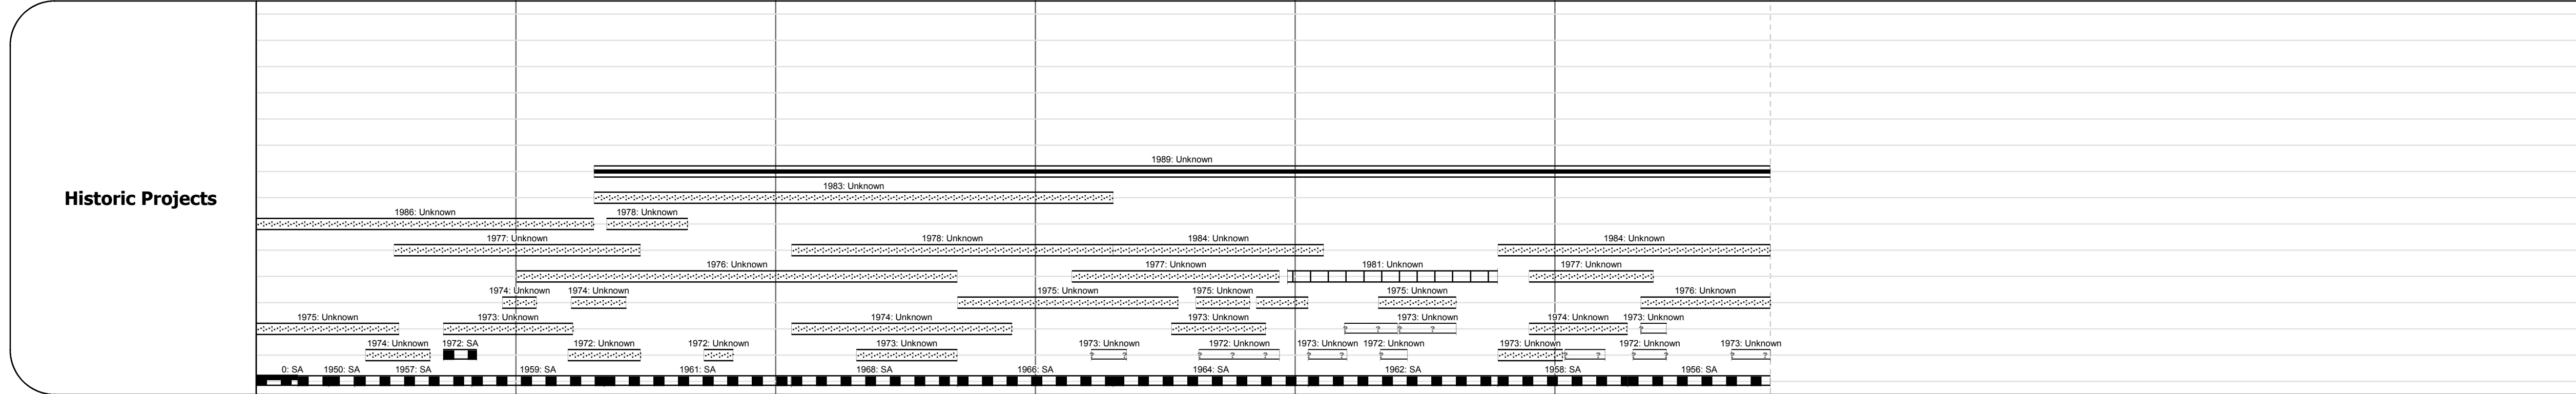 1989: Unknown
1983: Unknown
Historic Projects
1986: Unknown 1978: Unknown
1977: Unknown 1978: Unknown 1984: Unknown 1984: Unknown
1976: Unknown 1977: Unknown 1981: Unknown 1977: Unknown
1974: Unknown 1974: Unknown 1975: Unknown 1975: Unknown 1975: Unknown 1976: Unknown
1975: Unknown 1973: Unknown 1974: Unknown 1973: Unknown 1973: Unknown 1974: Unknown 1973: Unknown
? ? ? ? ?
1974: Unknown 1972: SA 1972: Unknown 1972: Unknown 1973: Unknown 1973: Unknown 1972: Unknown 1973: Unknown 1972: Unknown 1973: Unknown 1972: Unknown 1973: Unknown
? ? ? ? ? ? ? ? ? ? ? ? ? ?
0: SA 1950: SA 1957: SA 1959: SA 1961: SA 1968: SA 1966: SA 1964: SA 1962: SA 1958: SA 1956: SA